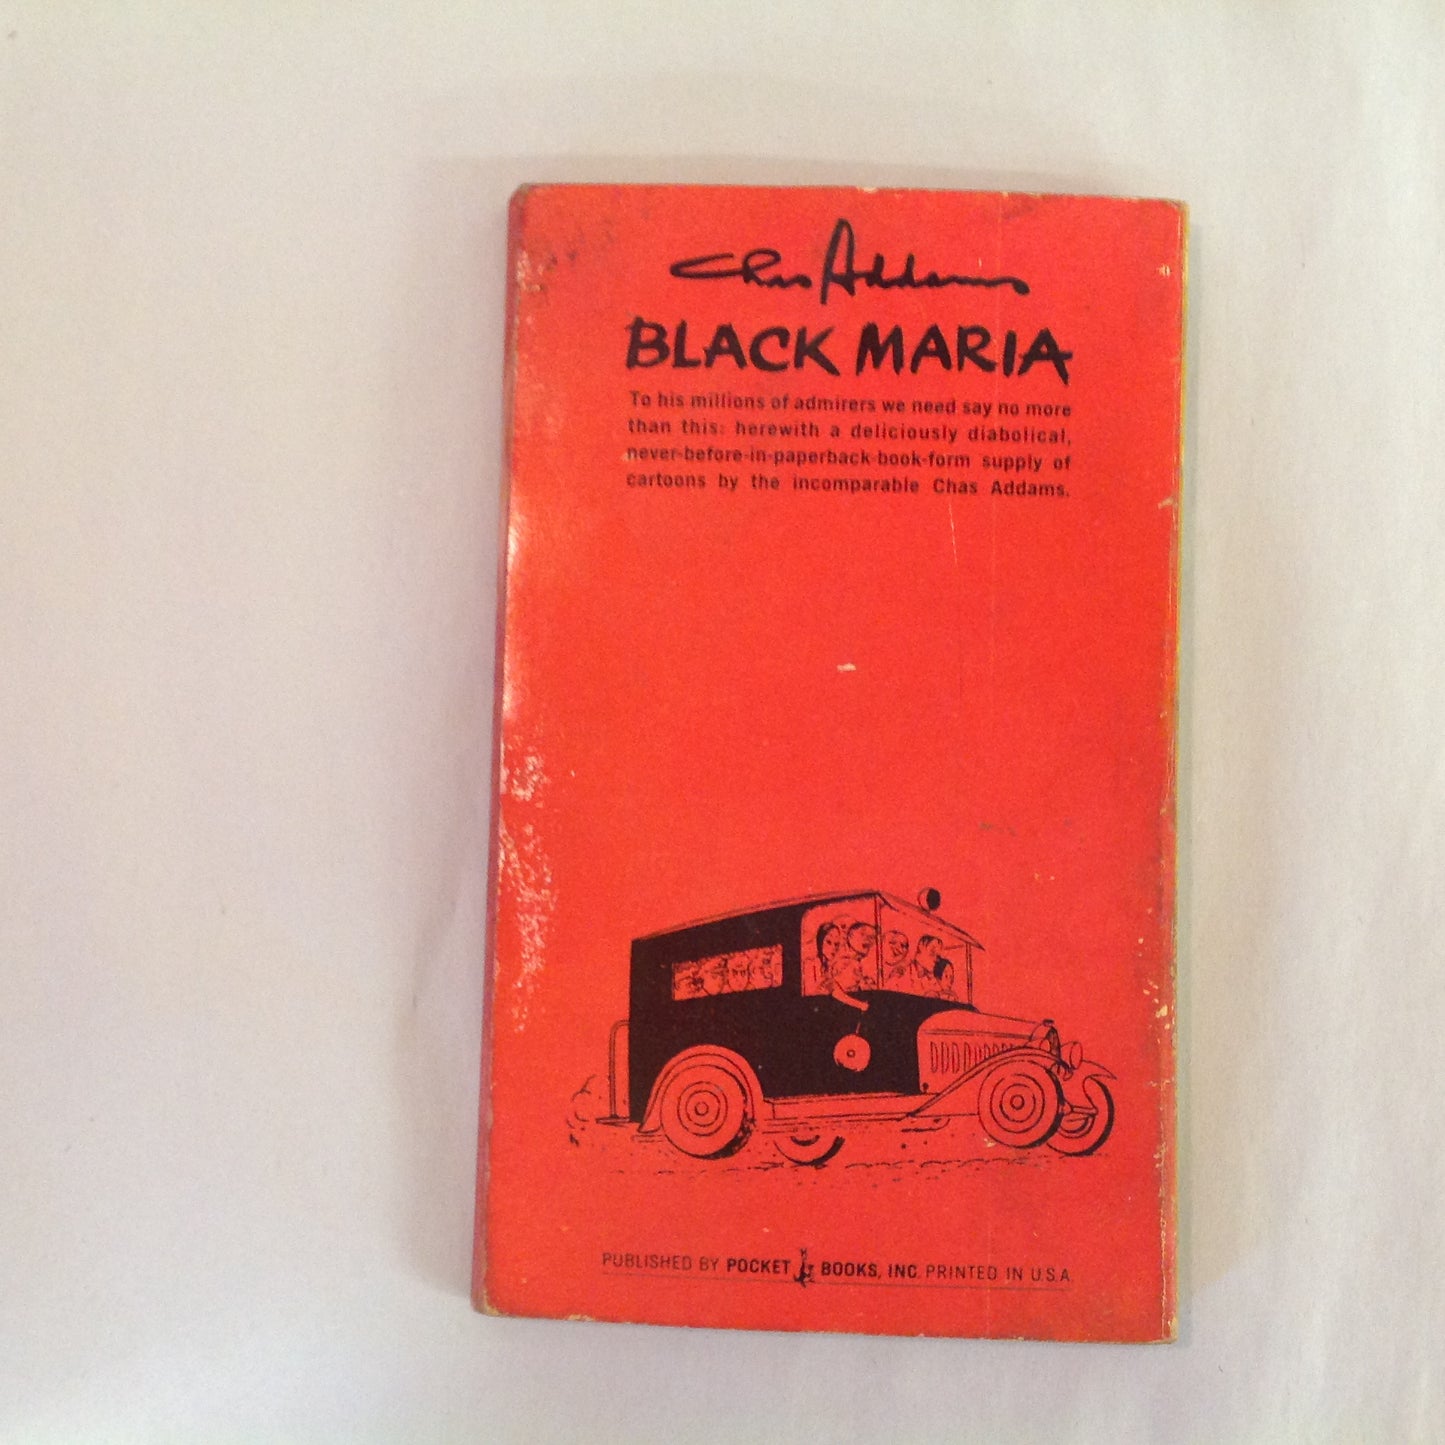 Chas Addams
BLACK MARIA
To his millions of admirers we need say no more
than this: herewith a deliciously diabolical,
never-before-in-paperback-book-form supply of
cartoons by the incomparable Chas Addams.
PUBLISHED BY POCKET BOOKS, INC. PRINTED IN U.S.A.